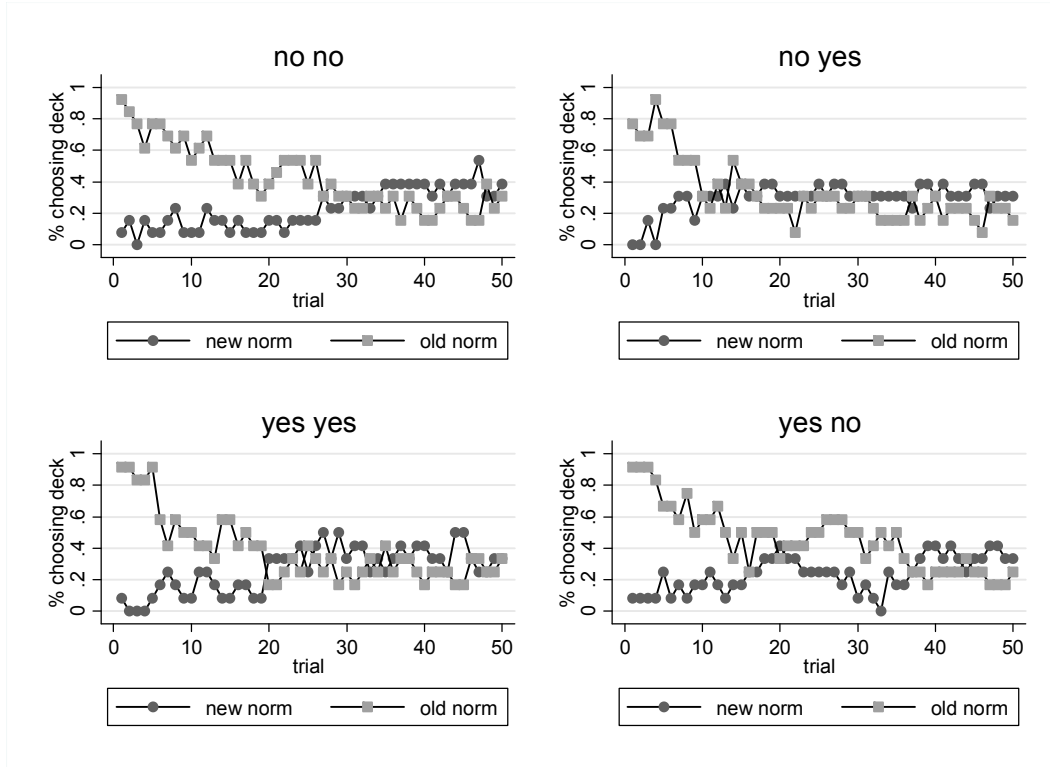 no no
% choosing deck
1
.8
.6
.4
.2
0
0 10 20 30 40 50
trial
new norm old norm
no yes
% choosing deck
1
.8
.6
.4
.2
0
0 10 20 30 40 50
trial
new norm old norm
yes yes
% choosing deck
1
.8
.6
.4
.2
0
0 10 20 30 40 50
trial
new norm old norm
yes no
% choosing deck
1
.8
.6
.4
.2
0
0 10 20 30 40 50
trial
new norm old norm